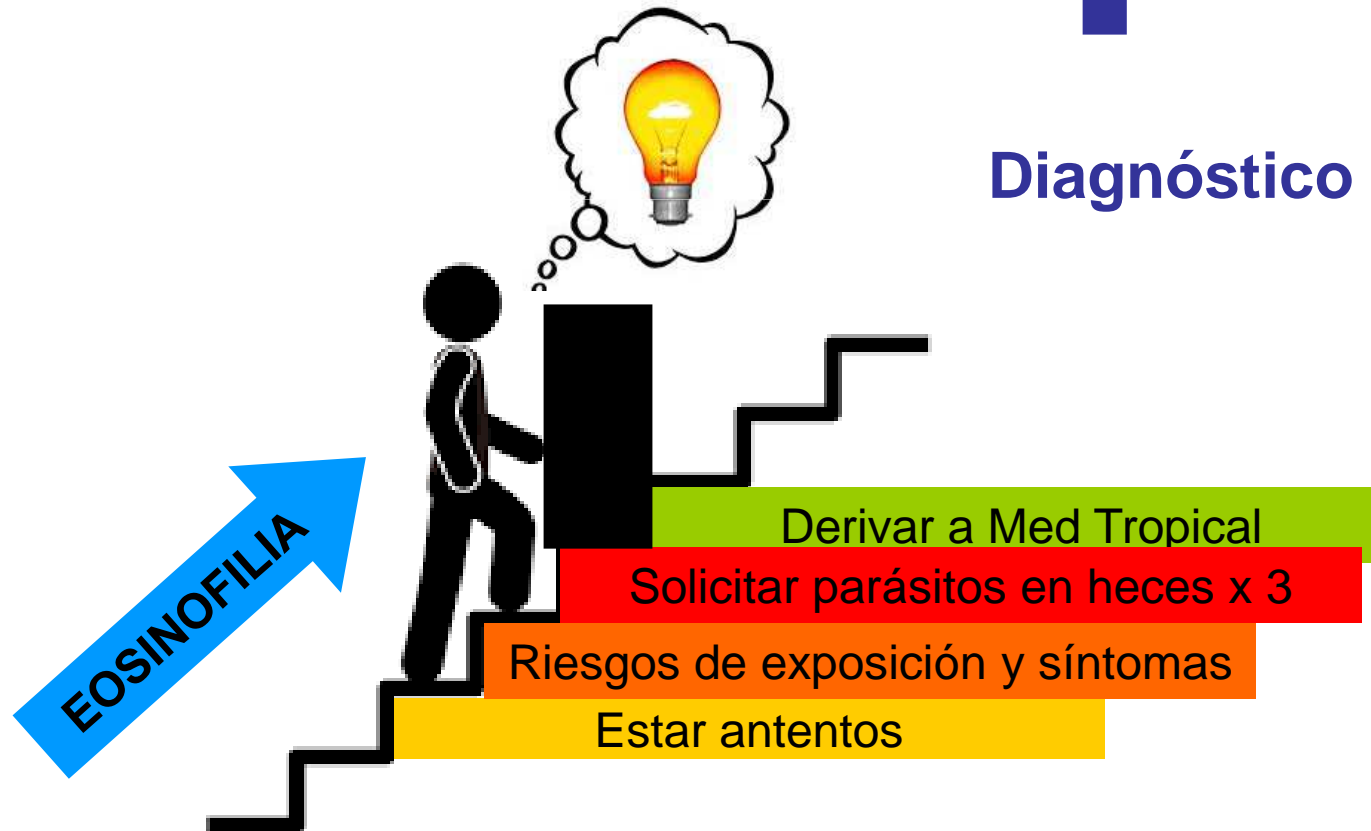 Diagnóstico
EOSINOFILIA
Derivar a Med Tropical
Solicitar parásitos en heces x 3
Riesgos de exposición y síntomas
Estar antentos